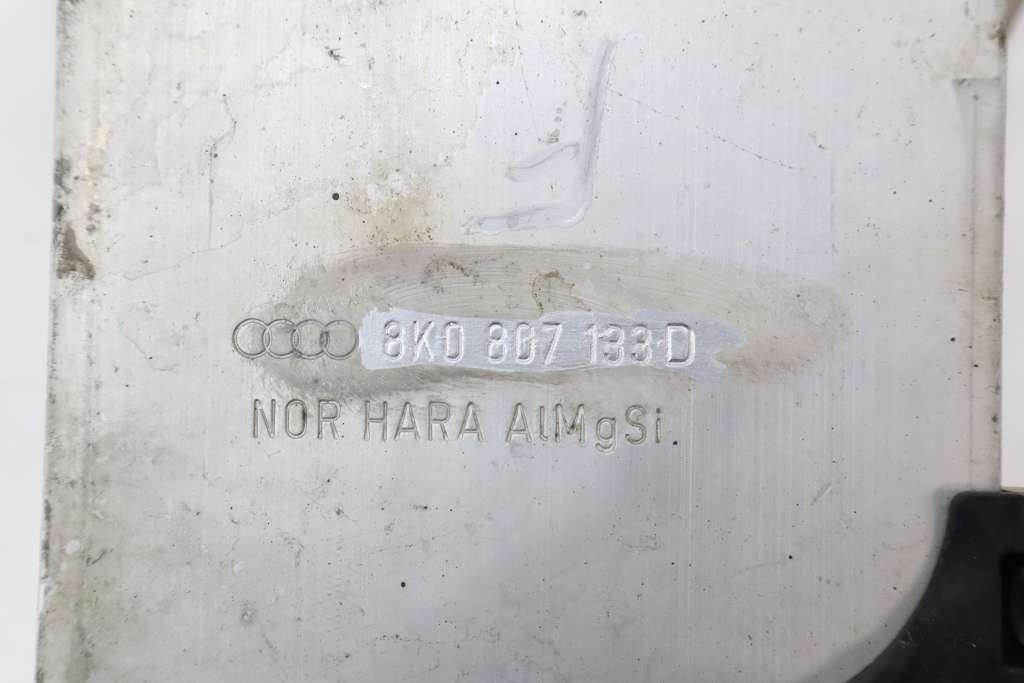 8K0 807 133 D
NOR HARA AlMgSi